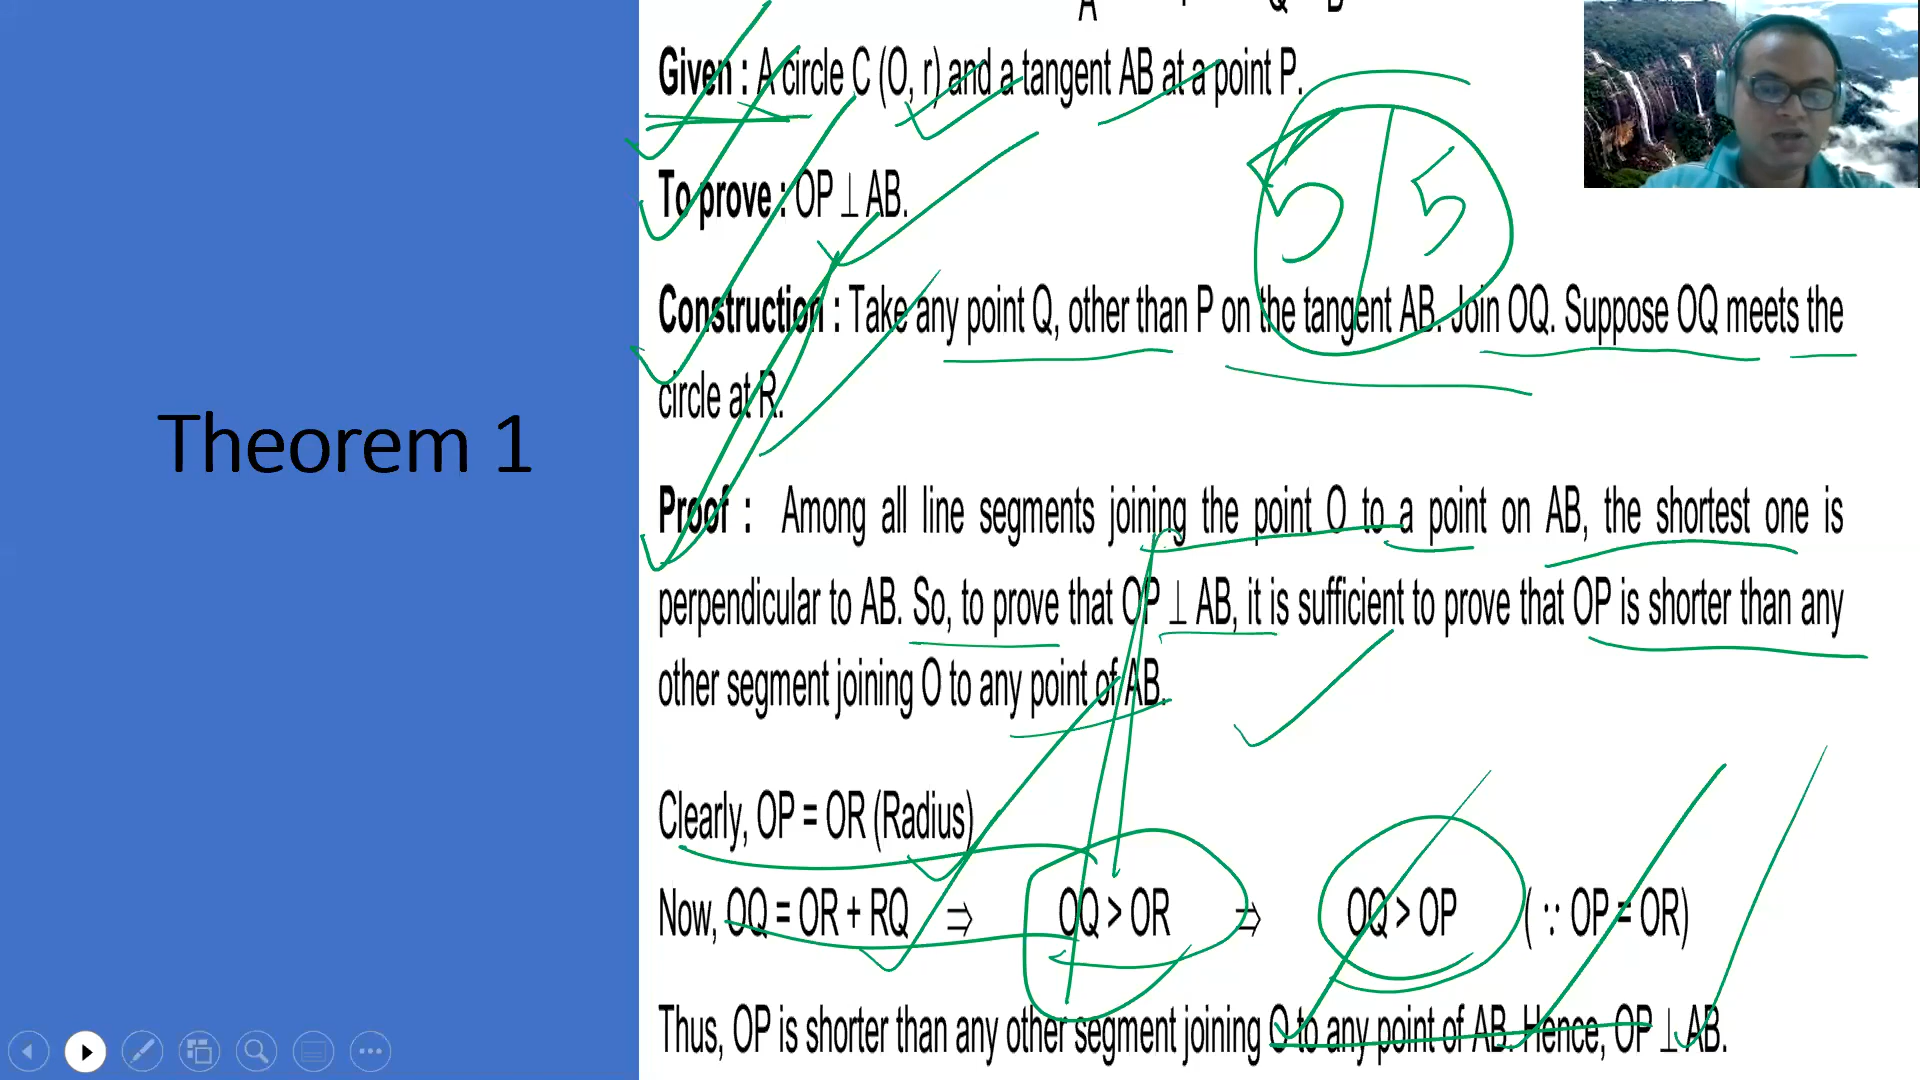 Given : A circle C (O, r) and a tangent AB at a point P.
To prove : OP ⊥ AB.
5/5
Construction : Take any point Q, other than P on the tangent AB. Join OQ. Suppose OQ meets the
circle at R.
Theorem 1
Proof : Among all line segments joining the point O to a point on AB, the shortest one is
perpendicular to AB. So, to prove that OP ⊥ AB, it is sufficient to prove that OP is shorter than any
other segment joining O to any point of AB.
Clearly, OP = OR (Radius)
Now, OQ = OR + RQ ⇒ OQ > OR ⇒ OQ > OP ( ∵ OP = OR)
Thus, OP is shorter than any other segment joining O to any point of AB. Hence, OP ⊥ AB.